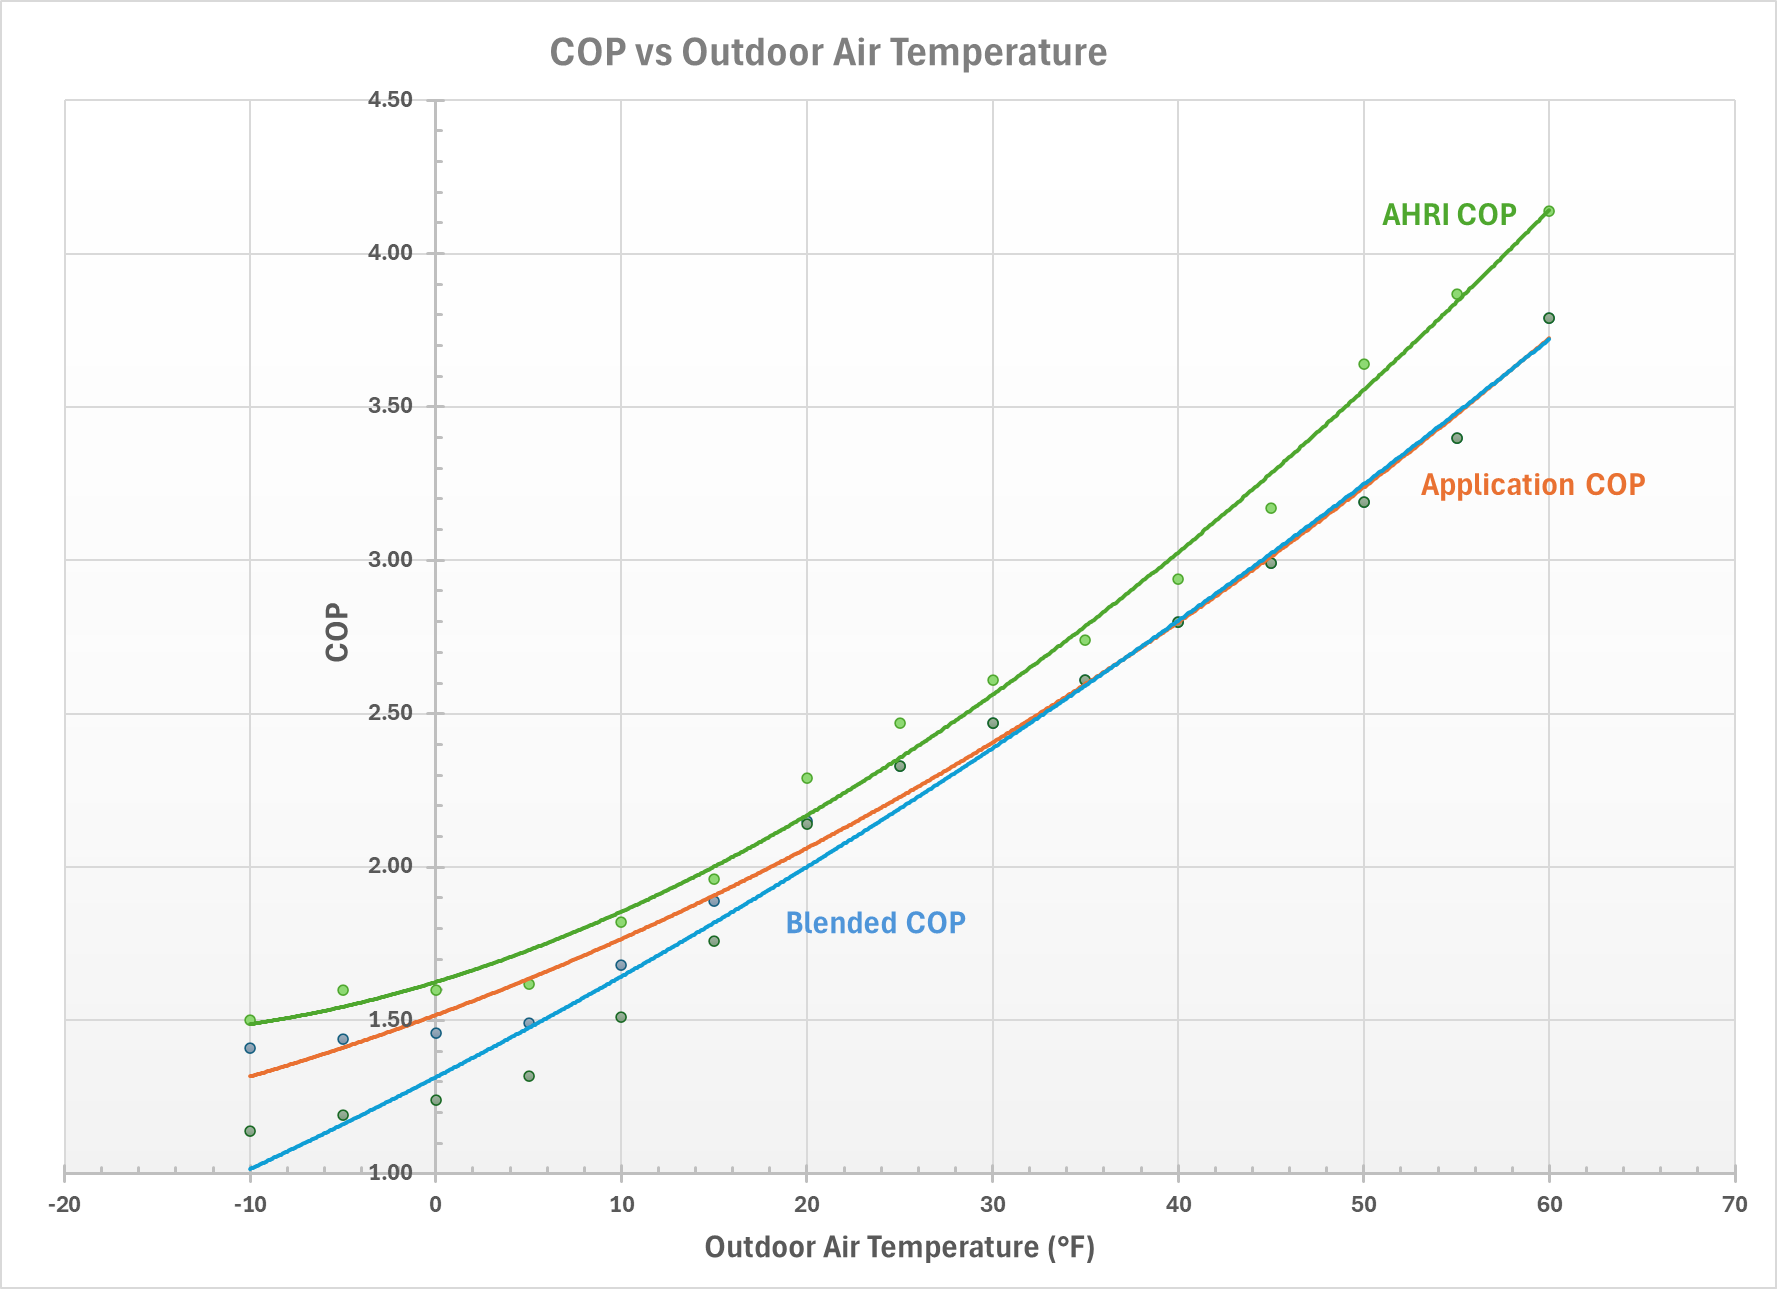 COP vs Outdoor Air Temperature
4.50
AHRI COP
4.00
3.50
Application COP
3.00
COP
2.50
2.00
Blended COP
1.50
1.00
-20 -10 0 10 20 30 40 50 60 70
Outdoor Air Temperature (°F)